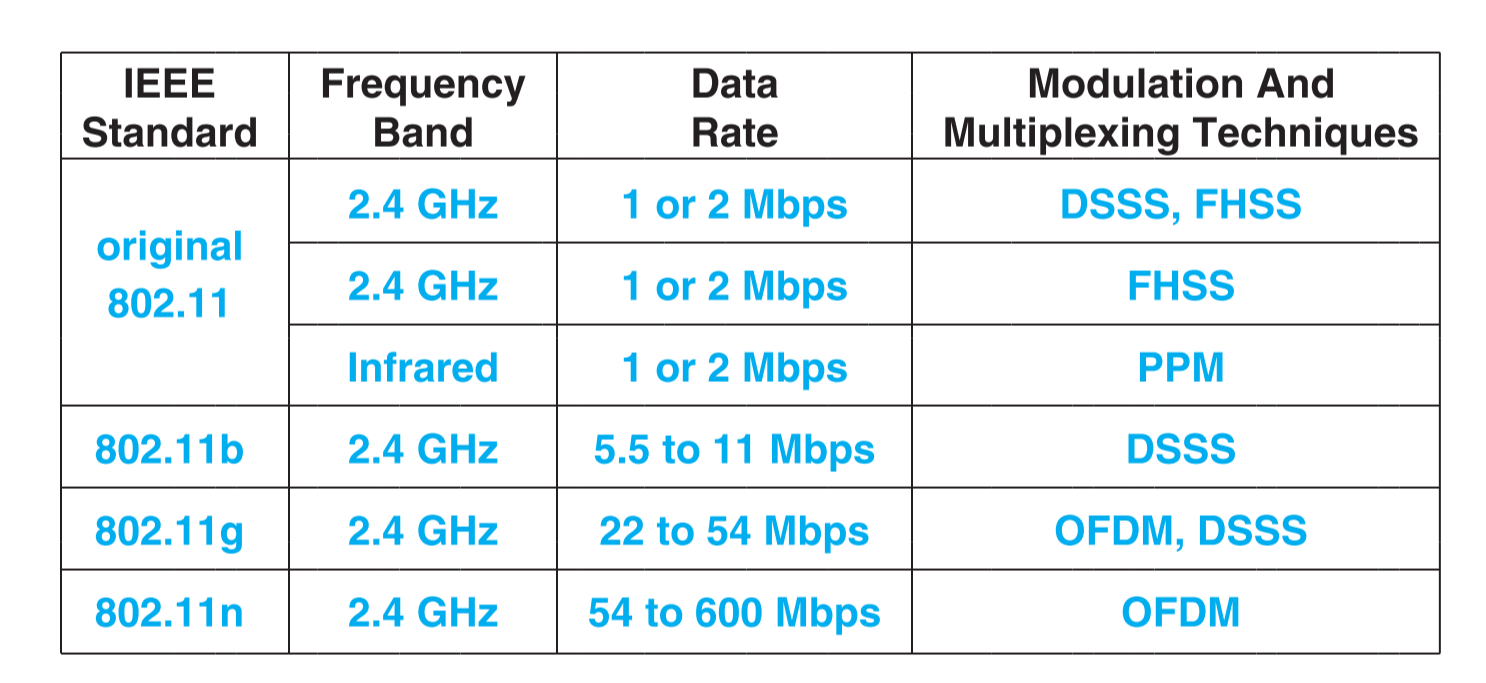 IEEE Standard | Frequency Band | Data Rate | Modulation And Multiplexing Techniques
original 802.11 | 2.4 GHz | 1 or 2 Mbps | DSSS, FHSS
2.4 GHz | 1 or 2 Mbps | FHSS
Infrared | 1 or 2 Mbps | PPM
802.11b | 2.4 GHz | 5.5 to 11 Mbps | DSSS
802.11g | 2.4 GHz | 22 to 54 Mbps | OFDM, DSSS
802.11n | 2.4 GHz | 54 to 600 Mbps | OFDM